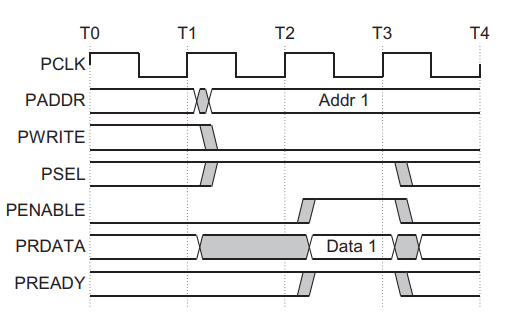 T0 T1 T2 T3 T4
PCLK
PADDR Addr 1
PWRITE
PSEL
PENABLE
PRDATA Data 1
PREADY